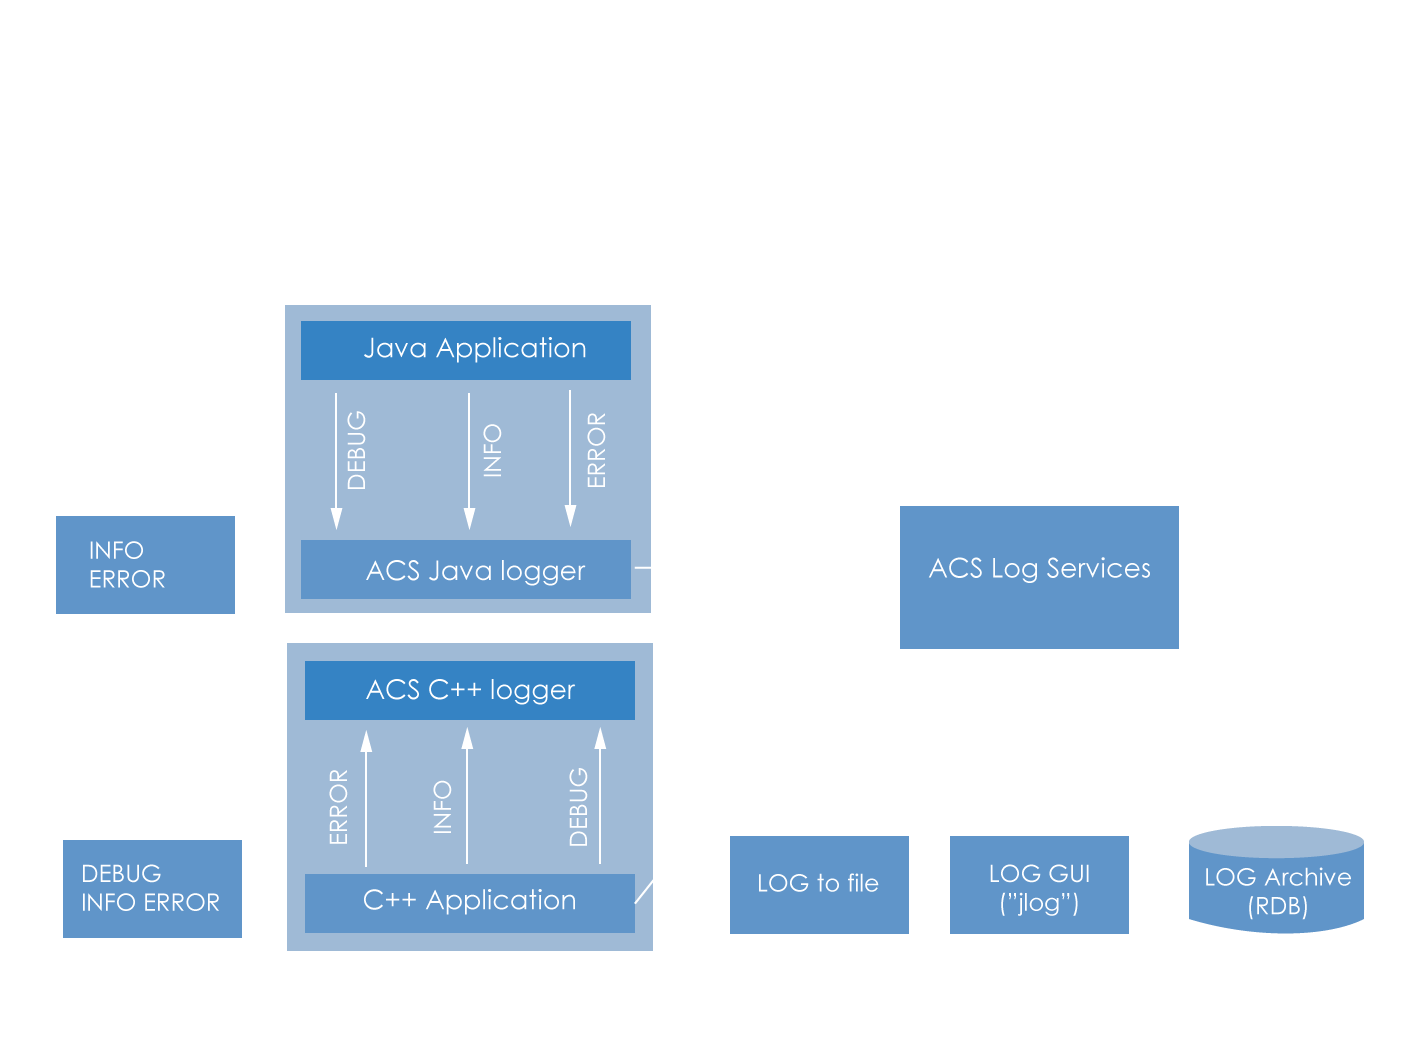 Java Application
DEBUG
INFO
ERROR
ACS Java logger
INFO
ERROR
ACS Log Services
ACS C++ logger
ERROR
INFO
DEBUG
C++ Application
DEBUG
INFO ERROR
LOG to file
LOG GUI
(”jlog”)
LOG Archive
(RDB)